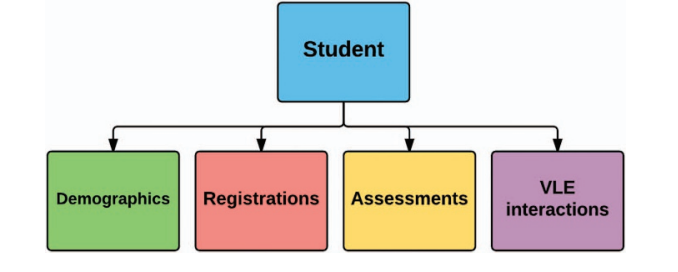 Student
Demographics
Registrations
Assessments
VLE
interactions